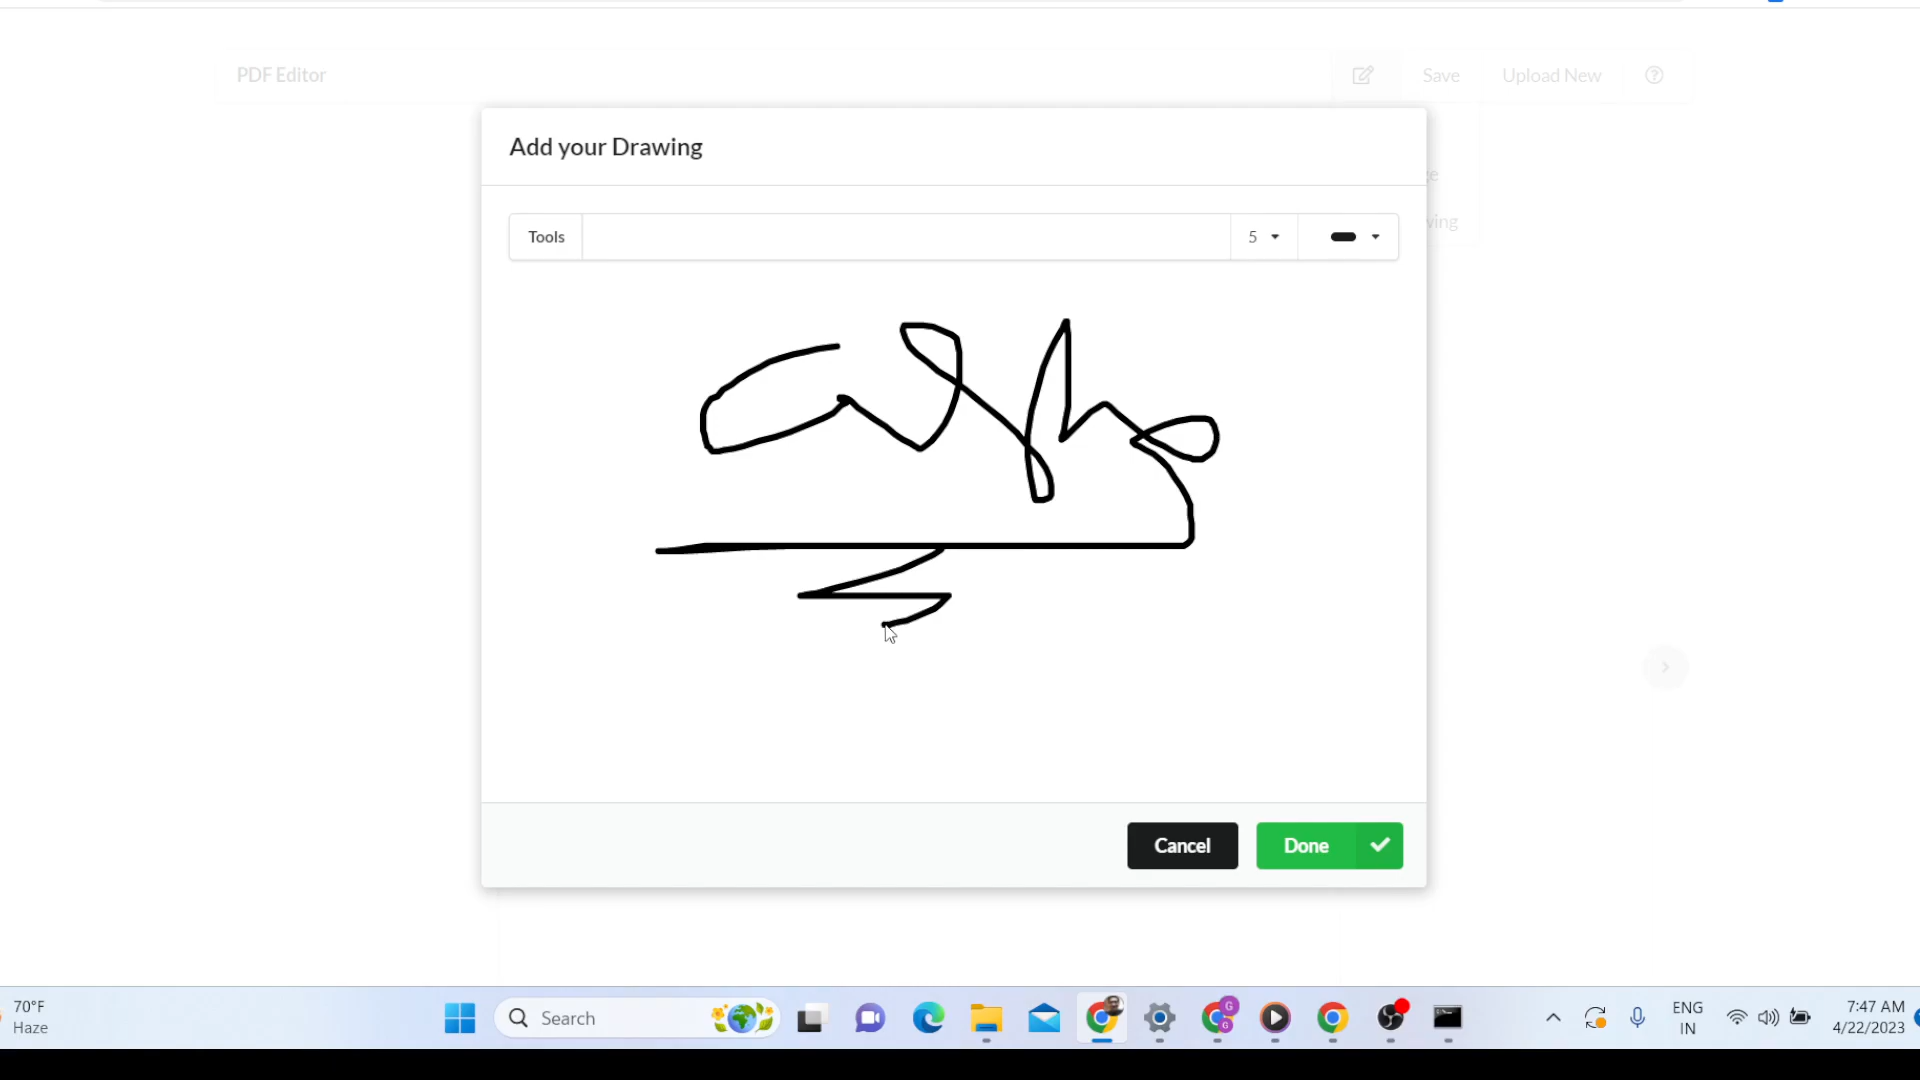 PDF Editor
Save
Upload New
Add your Drawing
Tools
5
Cancel
Done
70°F
Haze
Search
ENG
IN
7:47 AM
4/22/2023